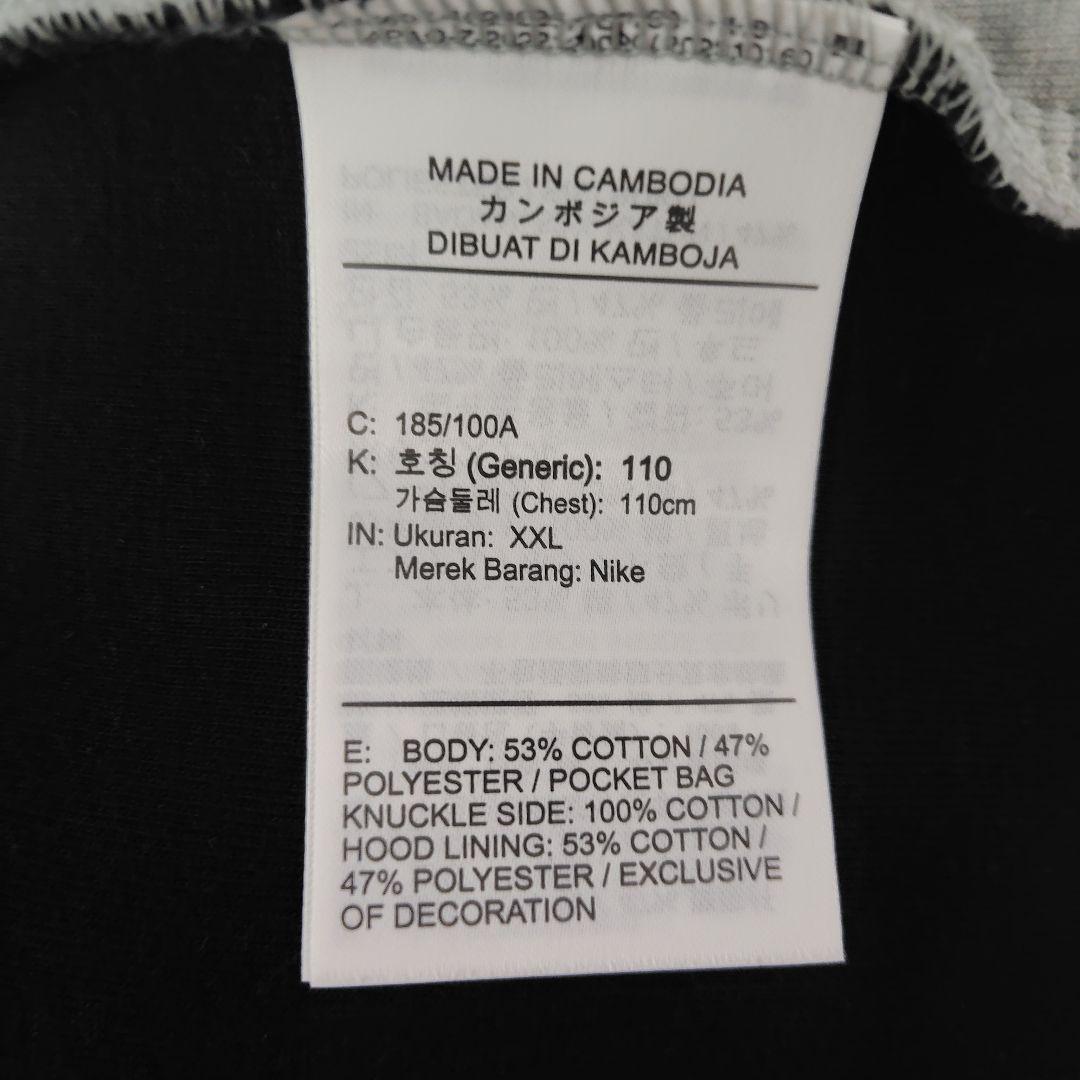 MADE IN CAMBODIA
カンボジア製
DIBUAT DI KAMBOJA
C: 185/100A
K: 호칭 (Generic): 110
가슴둘레 (Chest): 110cm
IN: Ukuran: XXL
Merek Barang: Nike
E: BODY: 53% COTTON / 47%
POLYESTER / POCKET BAG
KNUCKLE SIDE: 100% COTTON /
HOOD LINING: 53% COTTON /
47% POLYESTER / EXCLUSIVE
OF DECORATION